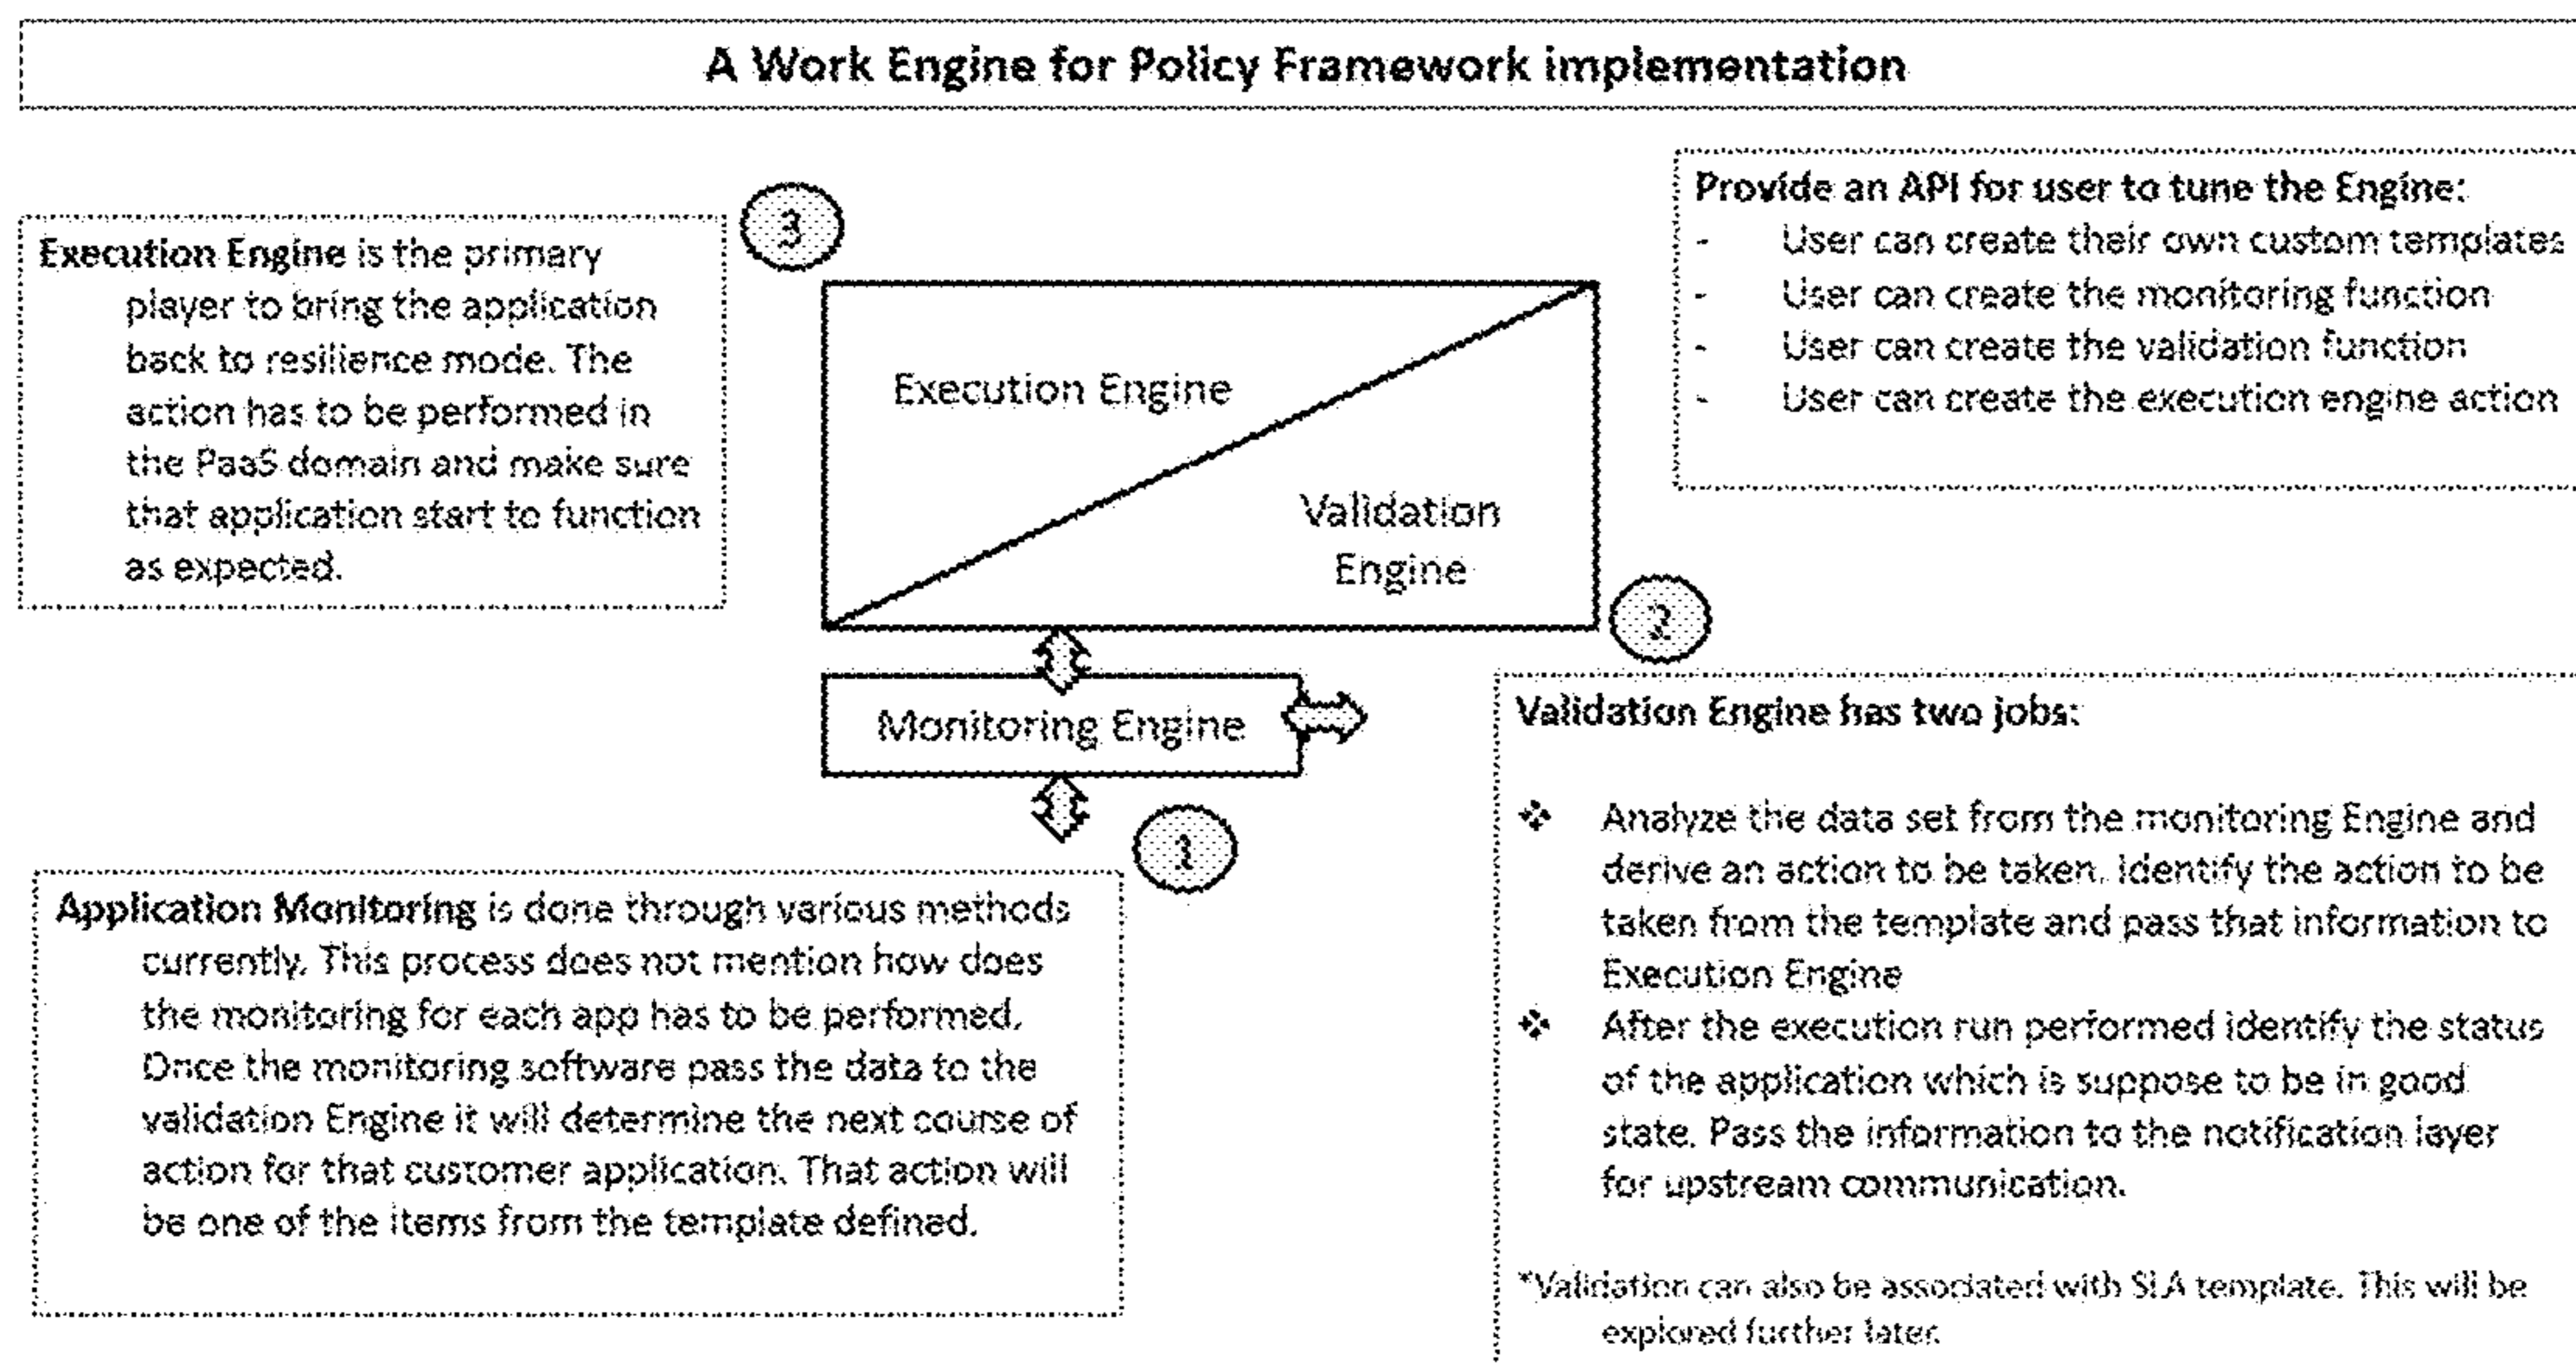 A Work Engine for Policy Framework implementation
Execution Engine is the primary
player to bring the application
back to resilience mode. The
action has to be performed in
the PaaS domain and make sure
that application start to function
as expected.
3
Execution Engine
Validation
Engine
Provide an API for user to tune the Engine:
- User can create their own custom templates
- User can create the monitoring function
- User can create the validation function
- User can create the execution engine action
2
Monitoring Engine
1
Application Monitoring is done through various methods
currently. This process does not mention how does
the monitoring for each app has to be performed.
Once the monitoring software pass the data to the
validation Engine it will determine the next course of
action for that customer application. That action will
be one of the items from the template defined.
Validation Engine has two jobs:
❖ Analyze the data set from the monitoring Engine and
derive an action to be taken. Identify the action to be
taken from the template and pass that information to
Execution Engine
❖ After the execution run performed identify the status
of the application which is suppose to be in good
state. Pass the information to the notification layer
for upstream communication.
*Validation can also be associated with SLA template. This will be
explored further later.